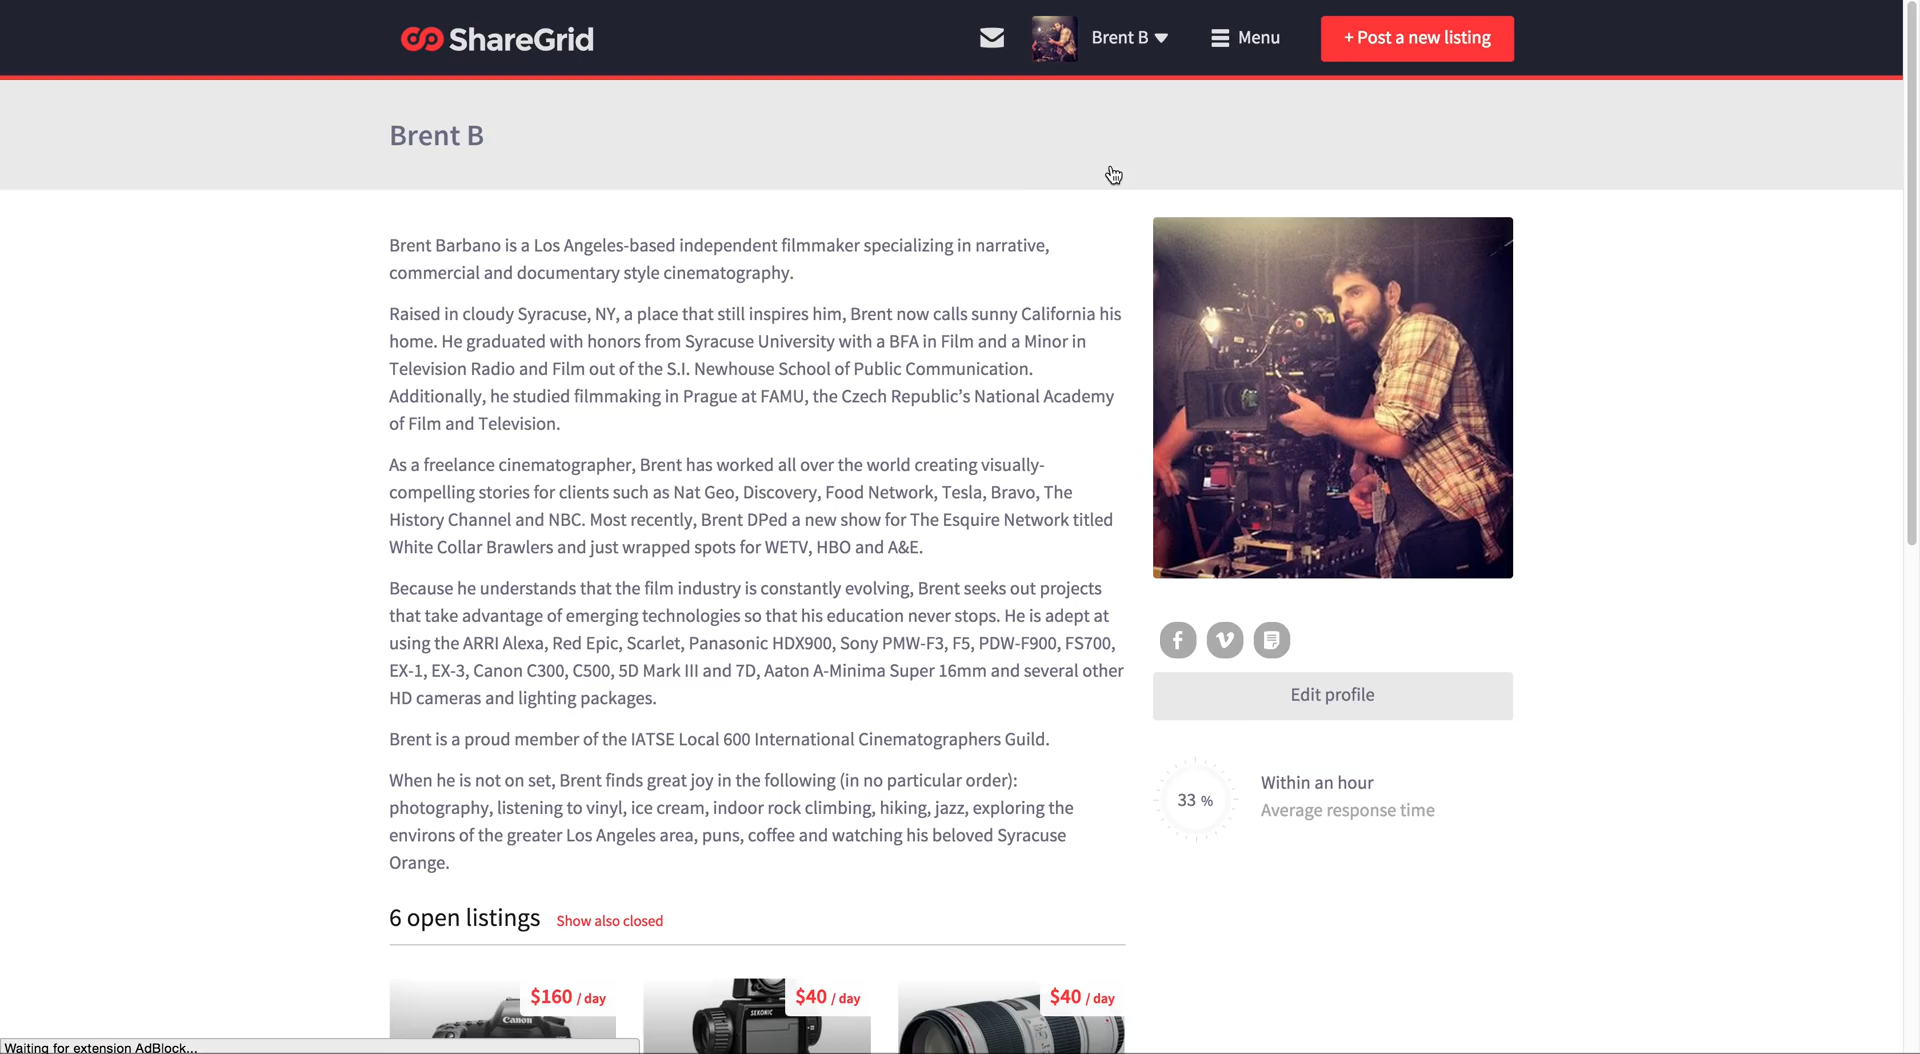 ShareGrid
Brent B
Menu
+ Post a new listing
Brent B
Brent Barbano is a Los Angeles-based independent filmmaker specializing in narrative,
commercial and documentary style cinematography.
Raised in cloudy Syracuse, NY, a place that still inspires him, Brent now calls sunny California his
home. He graduated with honors from Syracuse University with a BFA in Film and a Minor in
Television Radio and Film out of the S.I. Newhouse School of Public Communication.
Additionally, he studied filmmaking in Prague at FAMU, the Czech Republic’s National Academy
of Film and Television.
As a freelance cinematographer, Brent has worked all over the world creating visually-
compelling stories for clients such as Nat Geo, Discovery, Food Network, Tesla, Bravo, The
History Channel and NBC. Most recently, Brent DPed a new show for The Esquire Network titled
White Collar Brawlers and just wrapped spots for WETV, HBO and A&E.
Because he understands that the film industry is constantly evolving, Brent seeks out projects
that take advantage of emerging technologies so that his education never stops. He is adept at
using the ARRI Alexa, Red Epic, Scarlet, Panasonic HDX900, Sony PMW-F3, F5, PDW-F900, FS700,
EX-1, EX-3, Canon C300, C500, 5D Mark III and 7D, Aaton A-Minima Super 16mm and several other
HD cameras and lighting packages.
Brent is a proud member of the IATSE Local 600 International Cinematographers Guild.
When he is not on set, Brent finds great joy in the following (in no particular order):
photography, listening to vinyl, ice cream, indoor rock climbing, hiking, jazz, exploring the
environs of the greater Los Angeles area, puns, coffee and watching his beloved Syracuse
Orange.
Edit profile
33 %
Within an hour
Average response time
6 open listings
Show also closed
$160 / day
$40 / day
$40 / day
Canon
SEKONIC
Waiting for extension AdBlock...